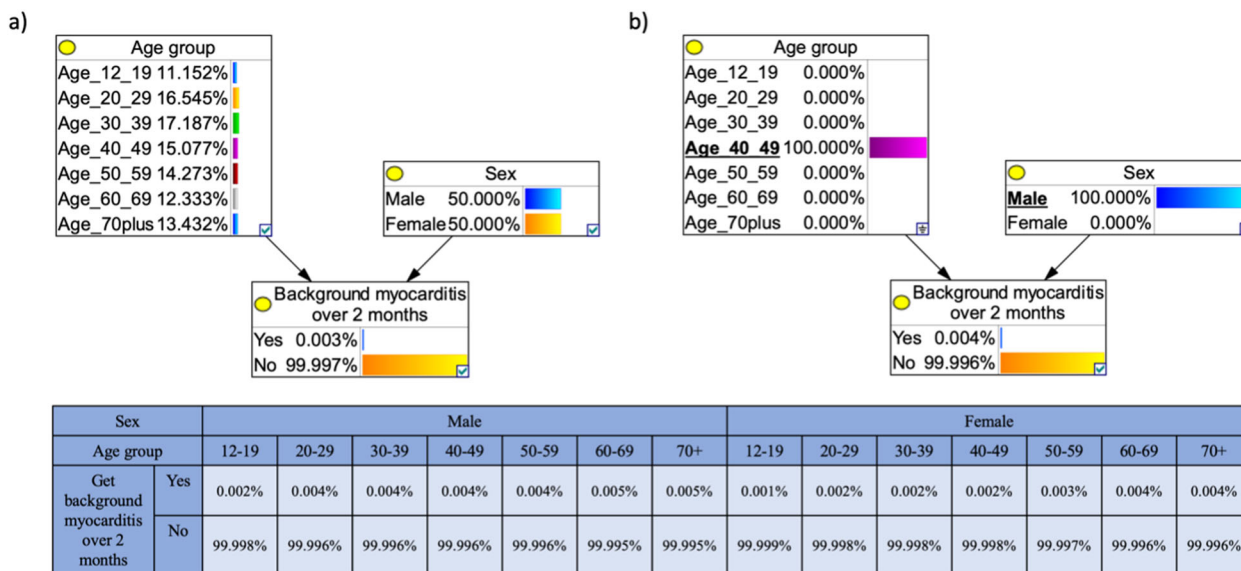 a)
Age group
Age_12_19 11.152%
Age_20_29 16.545%
Age_30_39 17.187%
Age_40_49 15.077%
Age_50_59 14.273%
Age_60_69 12.333%
Age_70plus 13.432%
Sex
Male 50.000%
Female 50.000%
Background myocarditis
over 2 months
Yes 0.003%
No 99.997%
b)
Age group
Age_12_19 0.000%
Age_20_29 0.000%
Age_30_39 0.000%
Age_40_49 100.000%
Age_50_59 0.000%
Age_60_69 0.000%
Age_70plus 0.000%
Sex
Male 100.000%
Female 0.000%
Background myocarditis
over 2 months
Yes 0.004%
No 99.996%
Sex Male Female
Age group 12-19 20-29 30-39 40-49 50-59 60-69 70+ 12-19 20-29 30-39 40-49 50-59 60-69 70+
Get
background
myocarditis
over 2
months
Yes 0.002% 0.004% 0.004% 0.004% 0.004% 0.005% 0.005% 0.001% 0.002% 0.002% 0.002% 0.003% 0.004% 0.004%
No 99.998% 99.996% 99.996% 99.996% 99.996% 99.995% 99.995% 99.999% 99.998% 99.998% 99.998% 99.997% 99.996% 99.996%